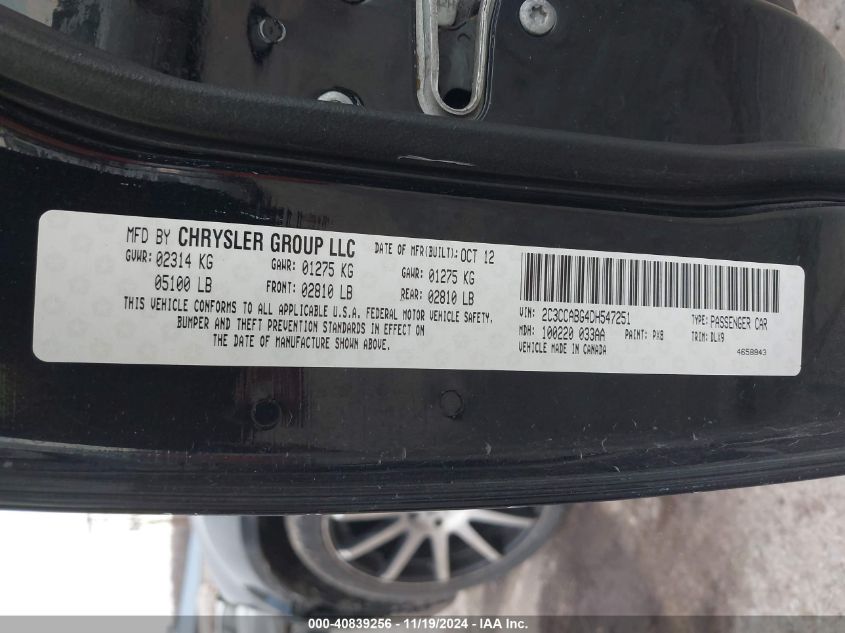 MFD BY CHRYSLER GROUP LLC DATE OF MFR(BUILT): OCT 12
GVWR: 02314 KG GAWR: 01275 KG GAWR: 01275 KG
05100 LB FRONT: 02810 LB REAR: 02810 LB
THIS VEHICLE CONFORMS TO ALL APPLICABLE U.S.A. FEDERAL MOTOR VEHICLE SAFETY,
BUMPER AND THEFT PREVENTION STANDARDS IN EFFECT ON
THE DATE OF MANUFACTURE SHOWN ABOVE.
VIN: 2C3CCABG4DH547251 TYPE: PASSENGER CAR
MDH: 100220 033AA PAINT: PX8 TRIM: DLX9
VEHICLE MADE IN CANADA 4658843
000-40839256 - 11/19/2024 - IAA Inc.